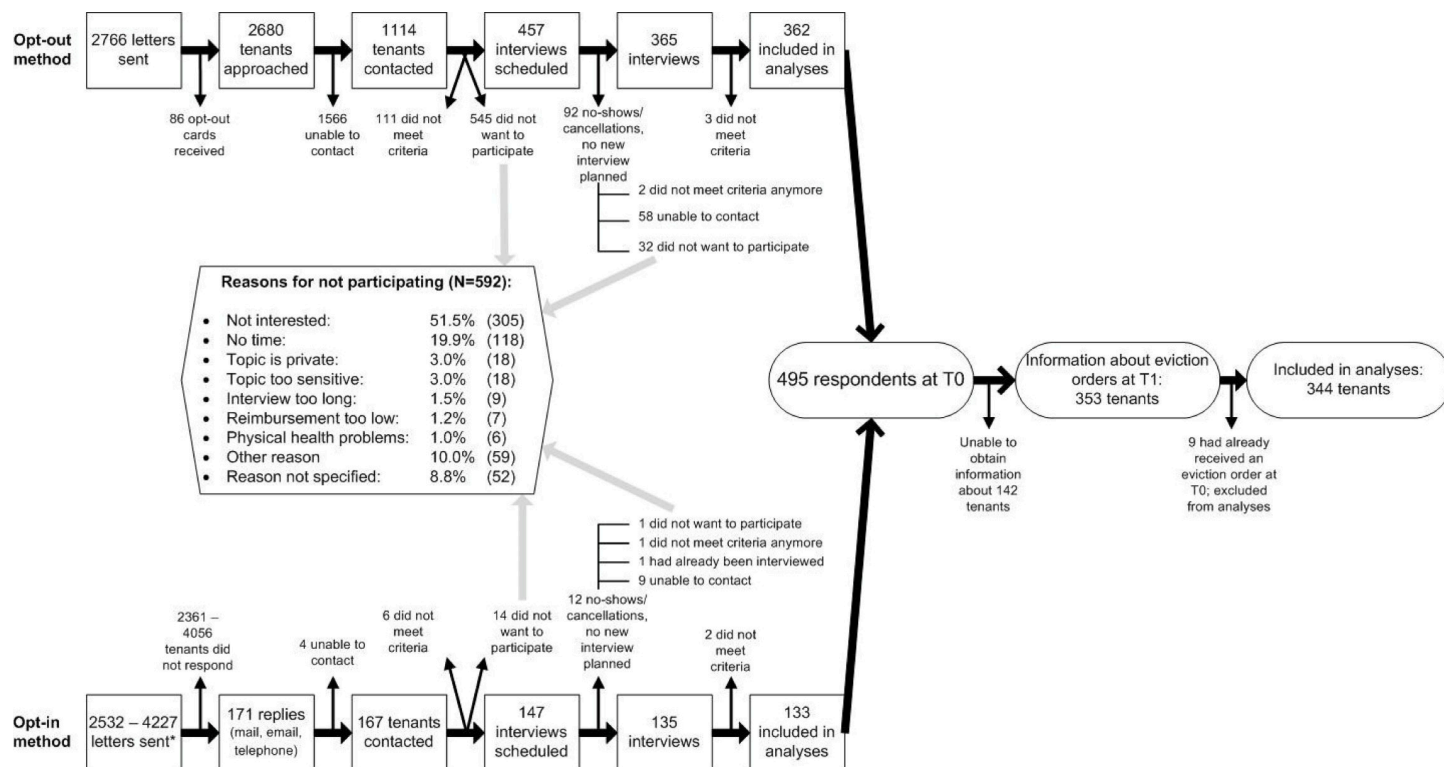 Opt-out
method
2766 letters
sent
2680
tenants
approached
1114
tenants
contacted
457
interviews
scheduled
365
interviews
362
included in
analyses
86 opt-out
cards
received
1566
unable to
contact
111 did not
meet
criteria
545 did not
want to
participate
92 no-shows/
cancellations,
no new
interview
planned
3 did not
meet
criteria
2 did not meet criteria anymore
58 unable to contact
32 did not want to participate
Reasons for not participating (N=592):
• Not interested: 51.5% (305)
• No time: 19.9% (118)
• Topic is private: 3.0% (18)
• Topic too sensitive: 3.0% (18)
• Interview too long: 1.5% (9)
• Reimbursement too low: 1.2% (7)
• Physical health problems: 1.0% (6)
• Other reason 10.0% (59)
• Reason not specified: 8.8% (52)
495 respondents at T0
Information about eviction
orders at T1:
353 tenants
Included in analyses:
344 tenants
Unable to
obtain
information
about 142
tenants
9 had already
received an
eviction order at
T0; excluded
from analyses
1 did not want to participate
1 did not meet criteria anymore
1 had already been interviewed
9 unable to contact
2361 –
4056
tenants did
not respond
4 unable to
contact
6 did not
meet
criteria
14 did not
want to
participate
12 no-shows/
cancellations,
no new
interview
planned
2 did not
meet
criteria
Opt-in
method
2532 – 4227
letters sent*
171 replies
(mail, email,
telephone)
167 tenants
contacted
147
interviews
scheduled
135
interviews
133
included in
analyses